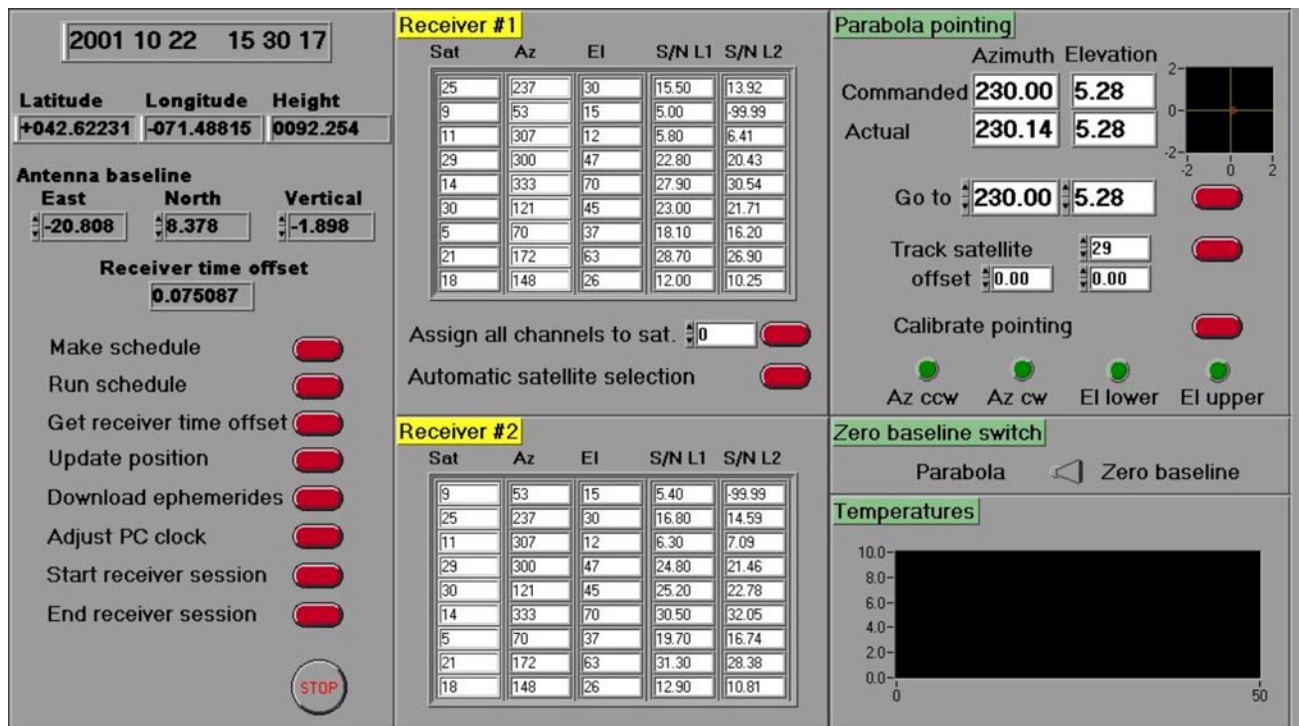 2001 10 22 15 30 17
Latitude Longitude Height
+042.62231 -071.48815 0092.254
Antenna baseline
East North Vertical
-20.808 8.378 -1.898
Receiver time offset
0.075087
Make schedule
Run schedule
Get receiver time offset
Update position
Download ephemerides
Adjust PC clock
Start receiver session
End receiver session
STOP
Receiver #1
Sat Az El S/N L1 S/N L2
25 237 30 15.50 13.92
9 53 15 5.00 -99.99
11 307 12 5.80 6.41
29 300 47 22.80 20.43
14 333 70 27.90 30.54
30 121 45 23.00 21.71
5 70 37 18.10 16.20
21 172 63 28.70 26.90
18 148 26 12.00 10.25
Assign all channels to sat. 0
Automatic satellite selection
Receiver #2
Sat Az El S/N L1 S/N L2
9 53 15 5.40 -99.99
25 237 30 16.80 14.59
11 307 12 6.30 7.09
29 300 47 24.80 21.46
30 121 45 25.20 22.78
14 333 70 30.50 32.05
5 70 37 19.70 16.74
21 172 63 31.30 28.38
18 148 26 12.90 10.81
Parabola pointing
Azimuth Elevation
Commanded 230.00 5.28
Actual 230.14 5.28
2
0
-2
-2 0 2
Go to 230.00 5.28
Track satellite 29
offset 0.00 0.00
Calibrate pointing
Az ccw Az cw El lower El upper
Zero baseline switch
Parabola Zero baseline
Temperatures
10.0
8.0
6.0
4.0
2.0
0.0
0 50